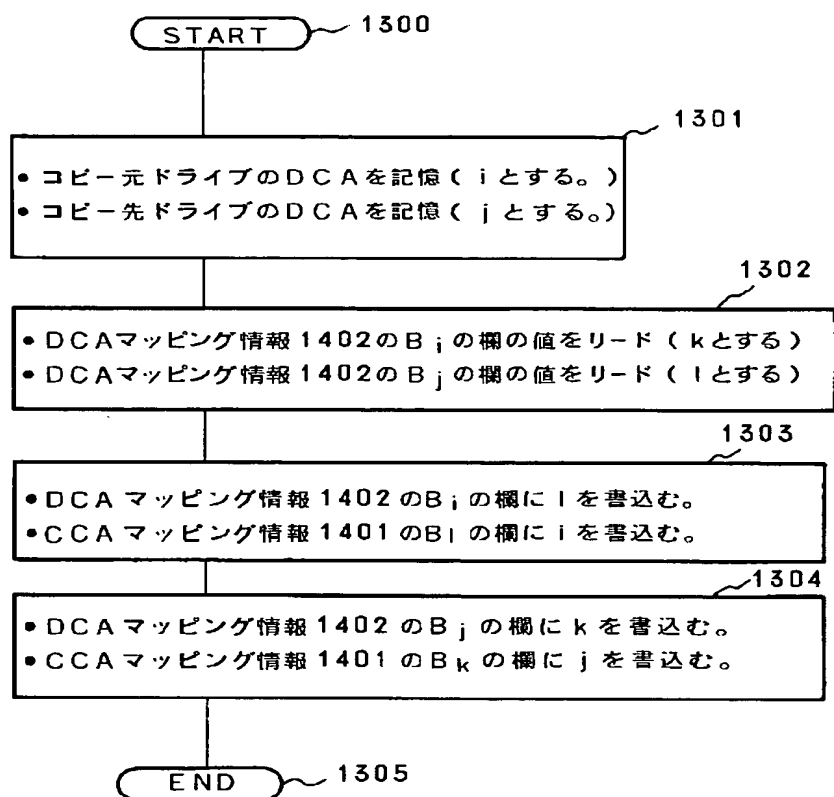 START
1300
1301
• コピー元ドライブのDCAを記憶(iとする。)
• コピー先ドライブのDCAを記憶(jとする。)
1302
• DCAマッピング情報1402のBiの欄の値をリード(kとする)
• DCAマッピング情報1402のBjの欄の値をリード(lとする)
1303
• DCAマッピング情報1402のBiの欄にlを書込む。
• CCAマッピング情報1401のBlの欄にiを書込む。
1304
• DCAマッピング情報1402のBjの欄にkを書込む。
• CCAマッピング情報1401のBkの欄にjを書込む。
END
1305